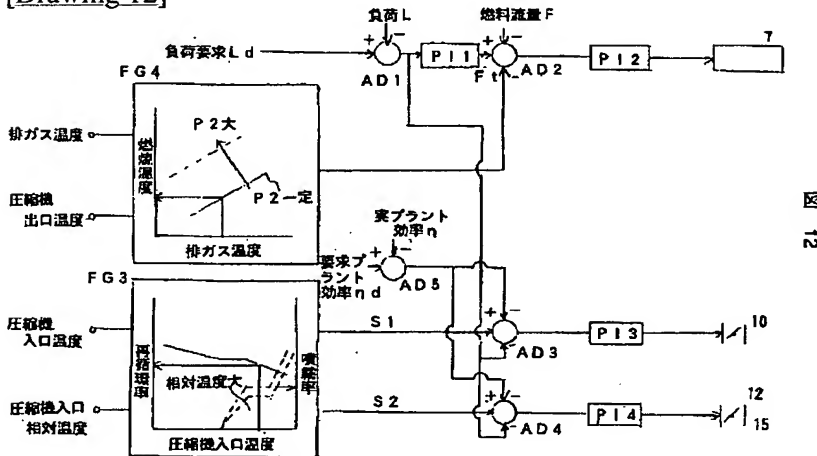 [Drawing 12]
負荷L
燃料流量F
負荷要求Ld
AD1
PI1
Ft
AD2
PI2
7
FG4
排ガス温度
圧縮機
出口温度
燃焼温度
P2大
P2一定
排ガス温度
実プラント
効率η
要求プ
ラント
効率ηd
AD5
図 12
FG3
圧縮機
入口温度
圧縮機入口
相対温度
再循環率
相対温度大
噴霧率
圧縮機入口温度
S1
AD3
PI3
10
S2
AD4
PI4
12
15